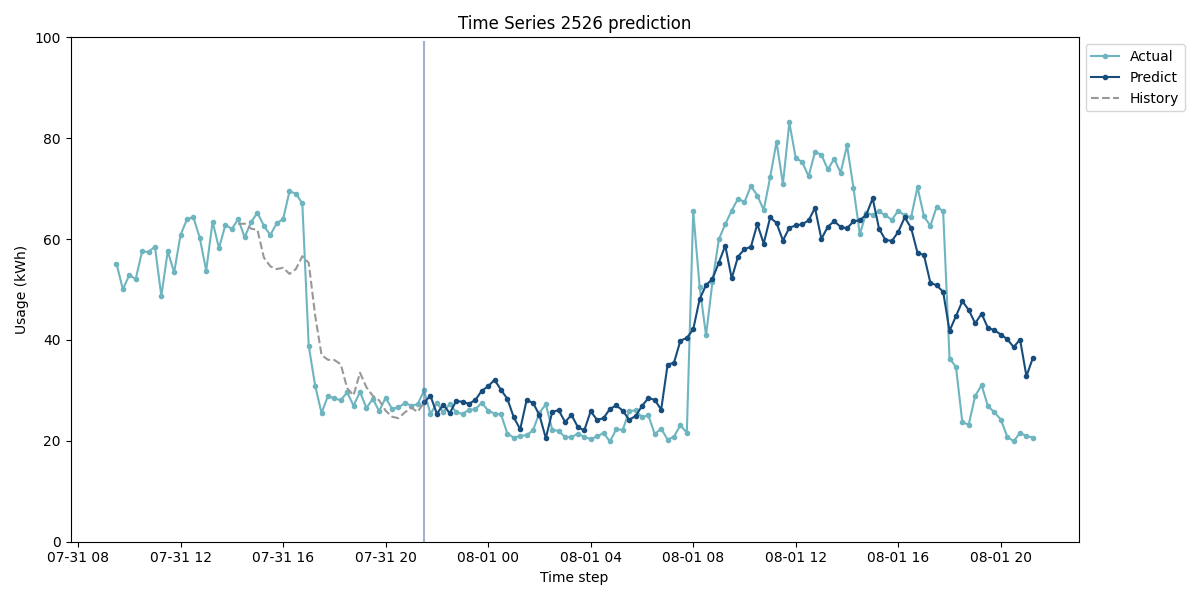 Time Series 2526 prediction
Usage (kWh)
100
80
60
40
20
0
07-31 08
07-31 12
07-31 16
07-31 20
08-01 00
08-01 04
08-01 08
08-01 12
08-01 16
08-01 20
Time step
Actual
Predict
History